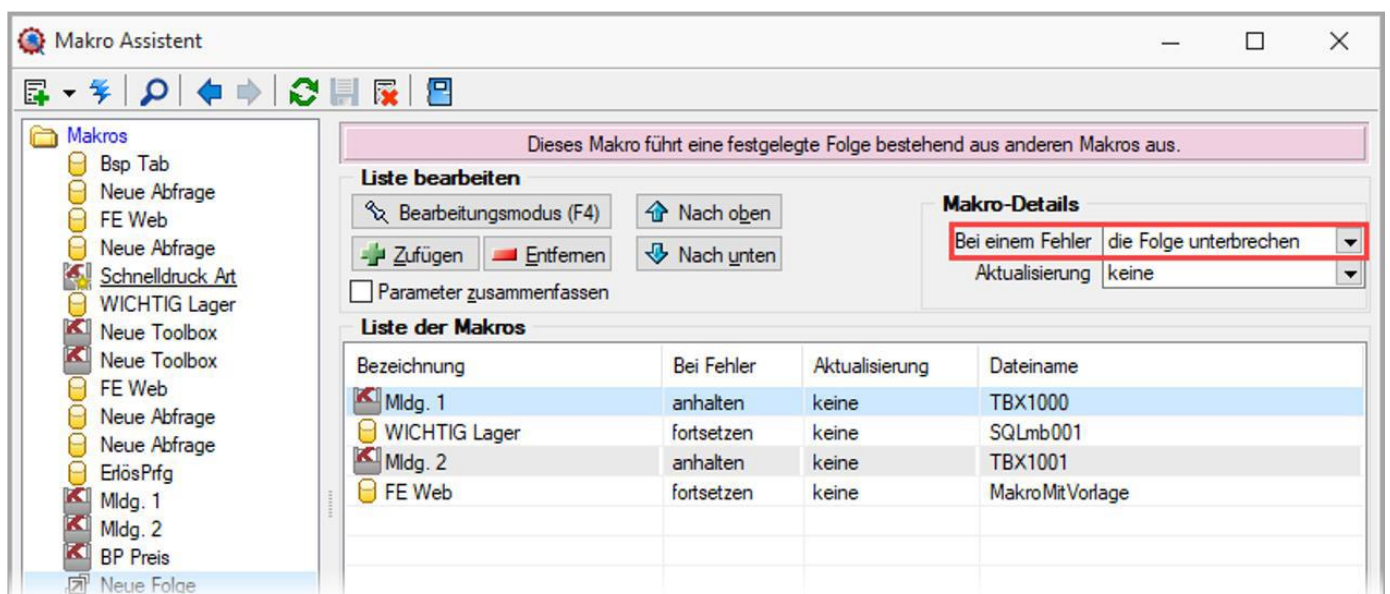 Makro Assistent
Makros
Bsp Tab
Neue Abfrage
FE Web
Neue Abfrage
Schnelldruck Art
WICHTIG Lager
Neue Toolbox
Neue Toolbox
FE Web
Neue Abfrage
Neue Abfrage
ErlösPrfg
Mldg. 1
Mldg. 2
BP Preis
Neue Folge
Dieses Makro führt eine festgelegte Folge bestehend aus anderen Makros aus.
Liste bearbeiten
Bearbeitungsmodus (F4) Nach oben
Zufügen Entfernen Nach unten
Parameter zusammenfassen
Makro-Details
Bei einem Fehler die Folge unterbrechen
Aktualisierung keine
Liste der Makros
Bezeichnung Bei Fehler Aktualisierung Dateiname
Mldg. 1 anhalten keine TBX1000
WICHTIG Lager fortsetzen keine SQLmb001
Mldg. 2 anhalten keine TBX1001
FE Web fortsetzen keine MakroMitVorlage